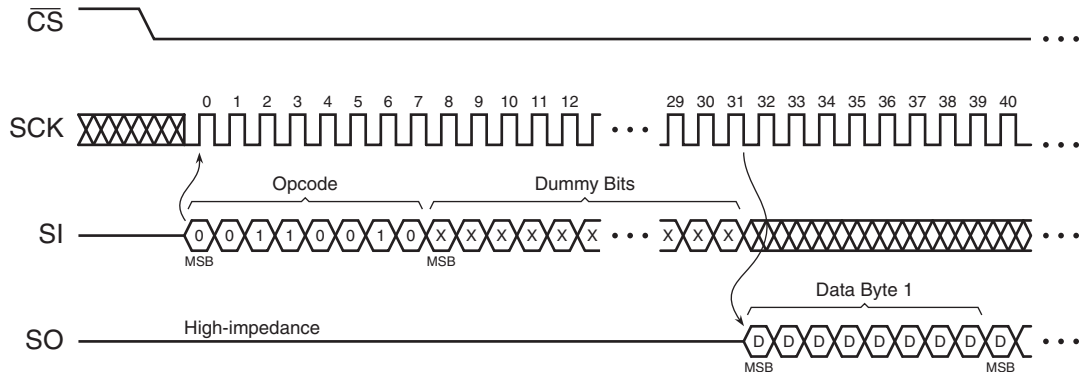 CS
0 1 2 3 4 5 6 7 8 9 10 11 12 29 30 31 32 33 34 35 36 37 38 39 40
SCK
Opcode Dummy Bits
SI 0 0 1 1 0 0 1 0 X X X X X X X X X
MSB MSB
Data Byte 1
High-impedance
SO D D D D D D D D D
MSB MSB